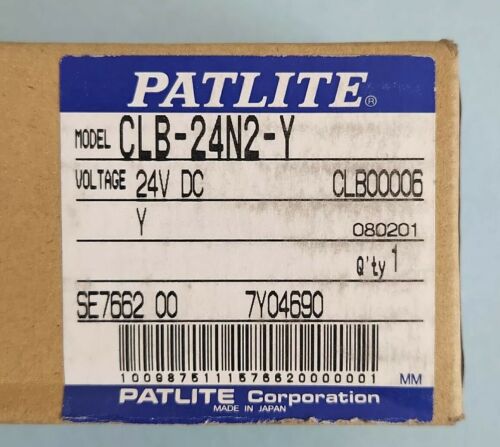 PATLITE®
MODEL CLB-24N2-Y
VOLTAGE 24V DC CLB00006
Y 080201
Q'ty 1
SE7662 00 7Y04690
1009875111576620000001 MM
PATLITE Corporation
MADE IN JAPAN